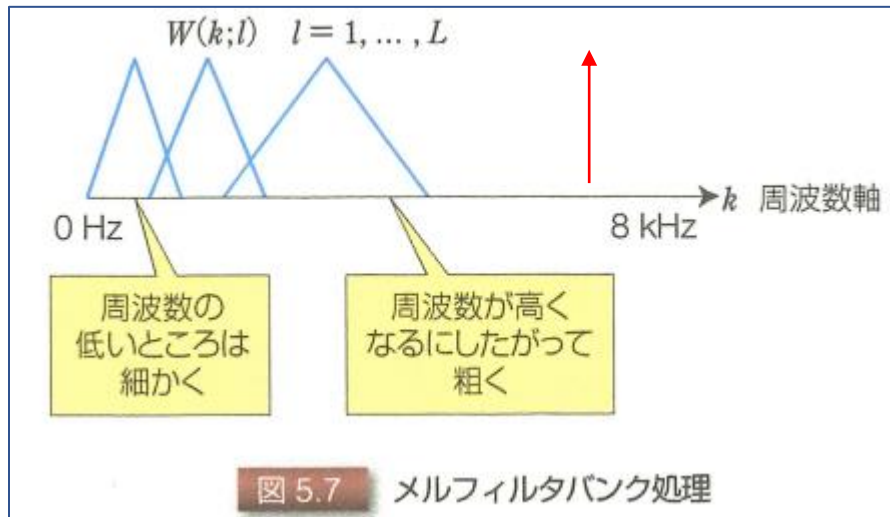 W(k;l) l = 1, ... , L
k 周波数軸
0 Hz
8 kHz
周波数の
低いところは
細かく
周波数が高く
なるにしたがって
粗く
図 5.7 メルフィルタバンク処理